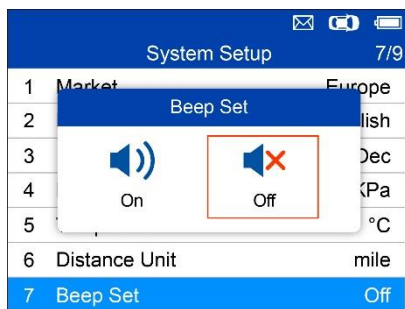 System Setup 7/9
1 Market Europe
Beep Set
2 lish
3 Dec
4 KPa
On Off
5 °C
6 Distance Unit mile
7 Beep Set Off